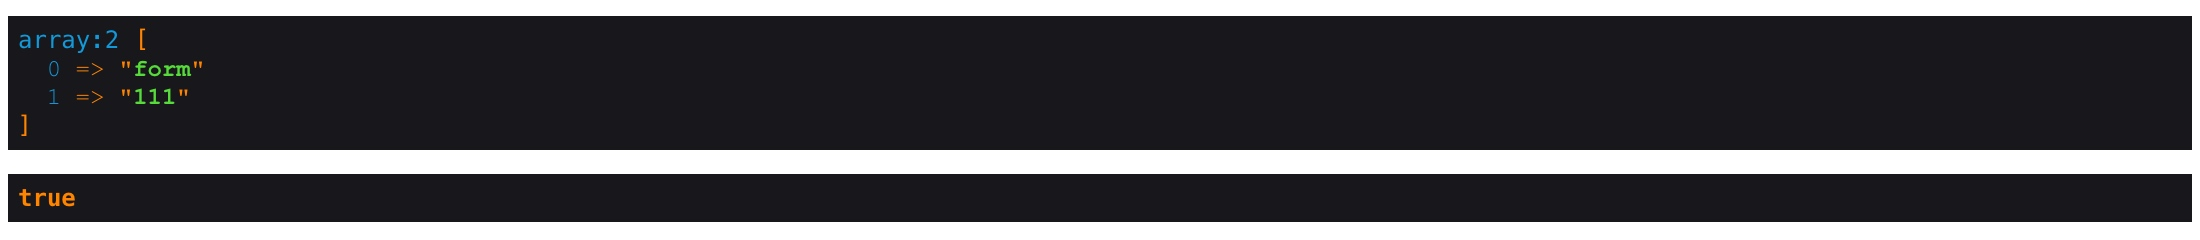 array:2 [
  0 => "form"
  1 => "111"
]
true